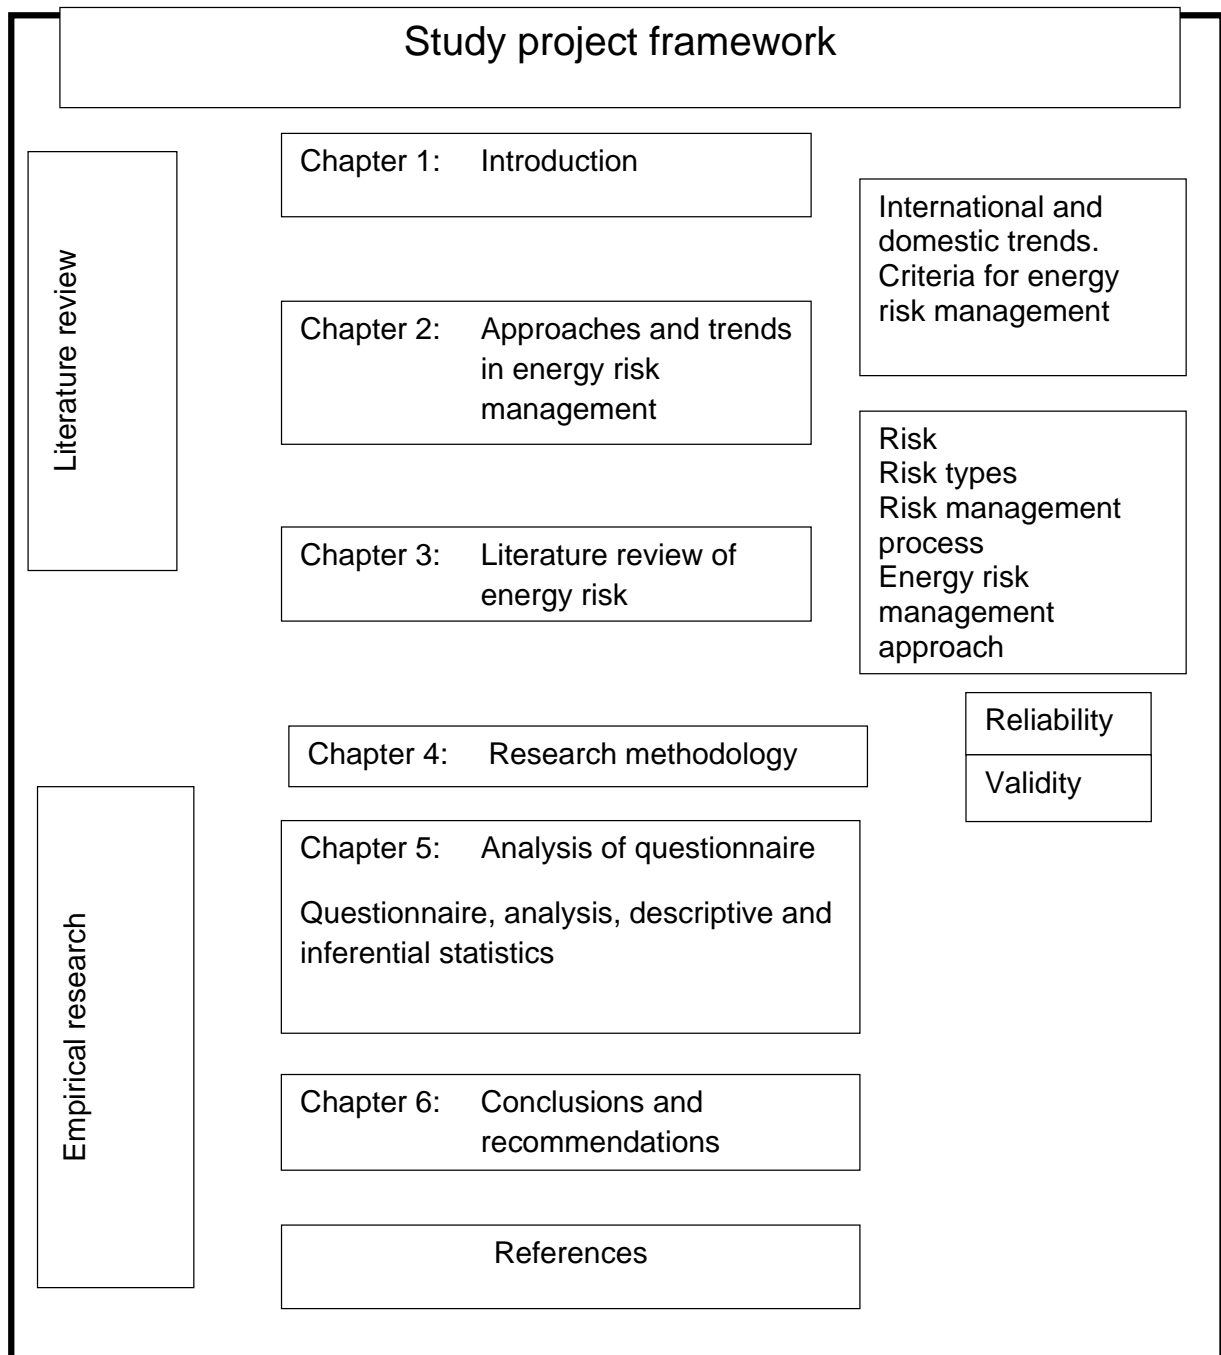 Study project framework
Literature review
Chapter 1: Introduction
International and
domestic trends.
Criteria for energy
risk management
Chapter 2: Approaches and trends
in energy risk
management
Risk
Risk types
Risk management
process
Energy risk
management
approach
Chapter 3: Literature review of
energy risk
Reliability
Validity
Empirical research
Chapter 4: Research methodology
Chapter 5: Analysis of questionnaire
Questionnaire, analysis, descriptive and
inferential statistics
Chapter 6: Conclusions and
recommendations
References